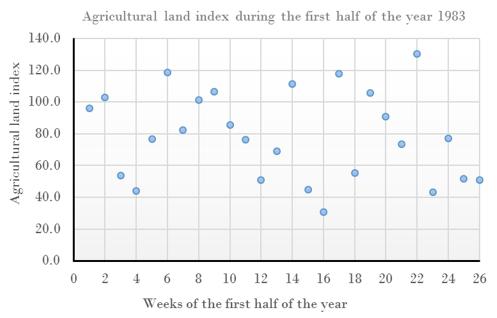 Agricultural land index during the first half of the year 1983
Agricultural land index
140.0
120.0
100.0
80.0
60.0
40.0
20.0
0.0
0 2 4 6 8 10 12 14 16 18 20 22 24 26
Weeks of the first half of the year